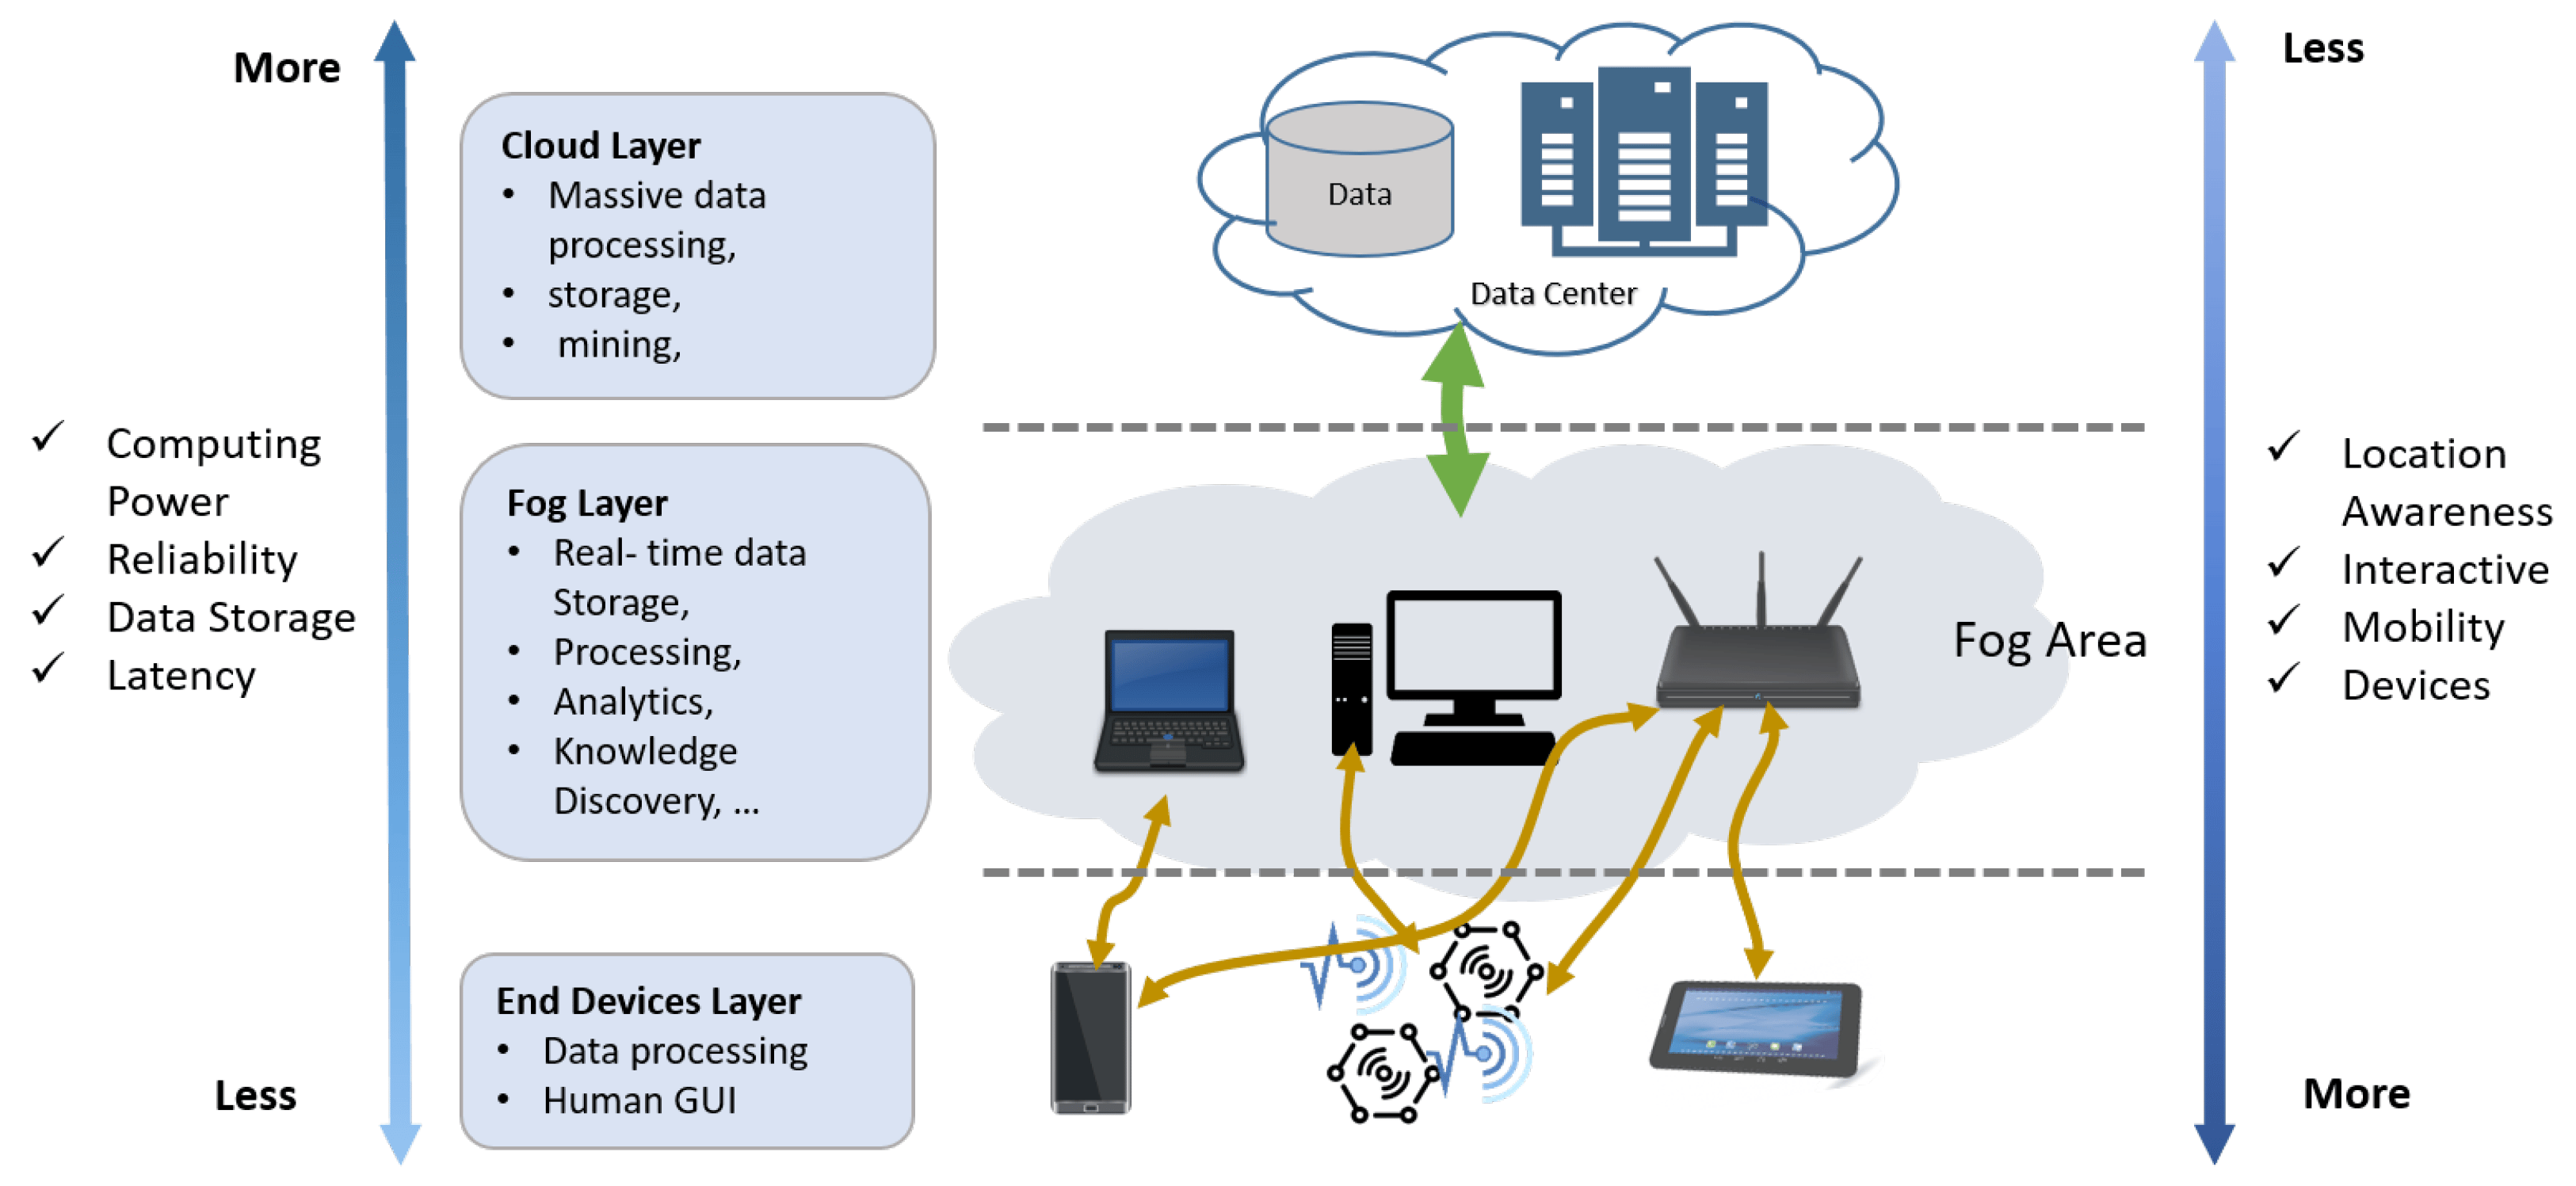 More
Computing
Power
Reliability
Data Storage
Latency
Less
Cloud Layer
• Massive data
processing,
• storage,
• mining,
Fog Layer
• Real- time data
Storage,
• Processing,
• Analytics,
• Knowledge
Discovery, ...
End Devices Layer
• Data processing
• Human GUI
Data
Data Center
Fog Area
Less
Location
Awareness
Interactive
Mobility
Devices
More